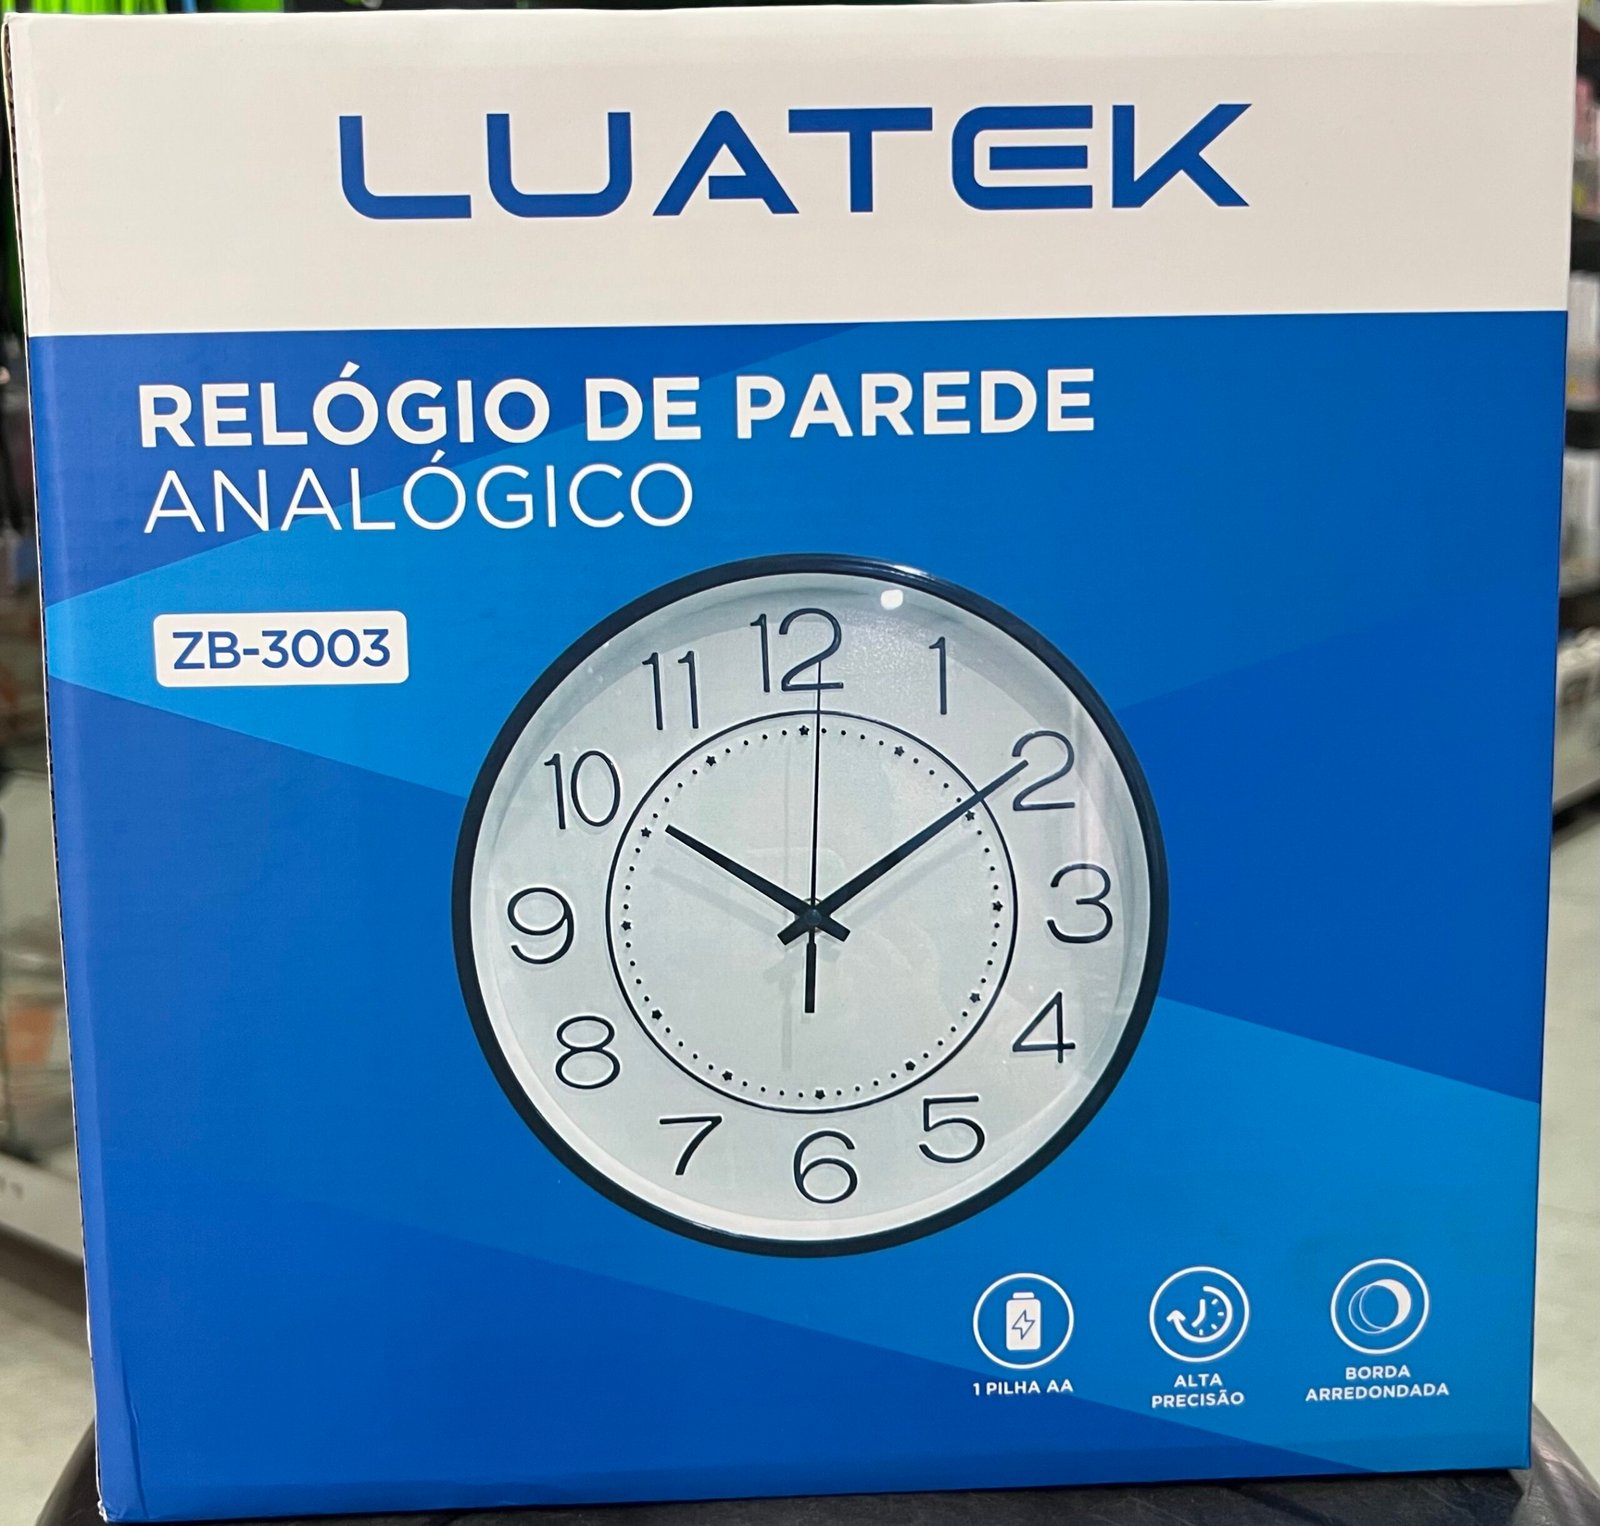 LUATEK
RELÓGIO DE PAREDE
ANALÓGICO
ZB-3003
12
11
1
10
2
9
3
8
4
7
5
6
1 PILHA AA
ALTA
PRECISÃO
BORDA
ARREDONDADA